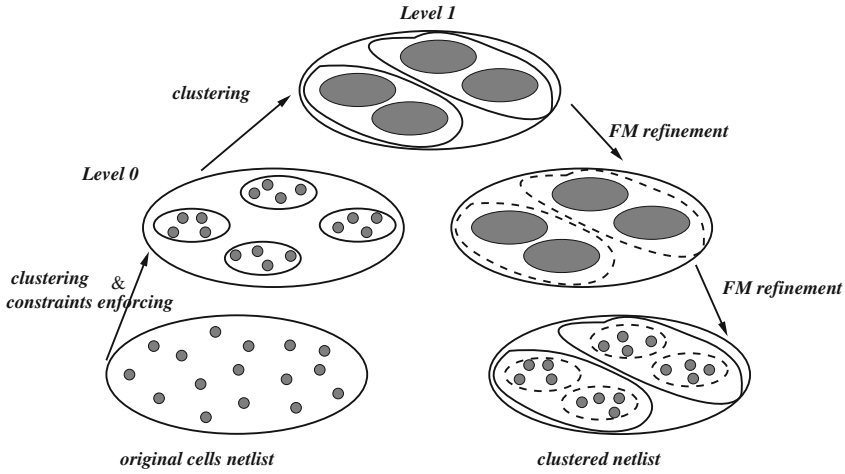 Level 1
clustering
FM refinement
Level 0
clustering &
constraints enforcing
FM refinement
original cells netlist
clustered netlist